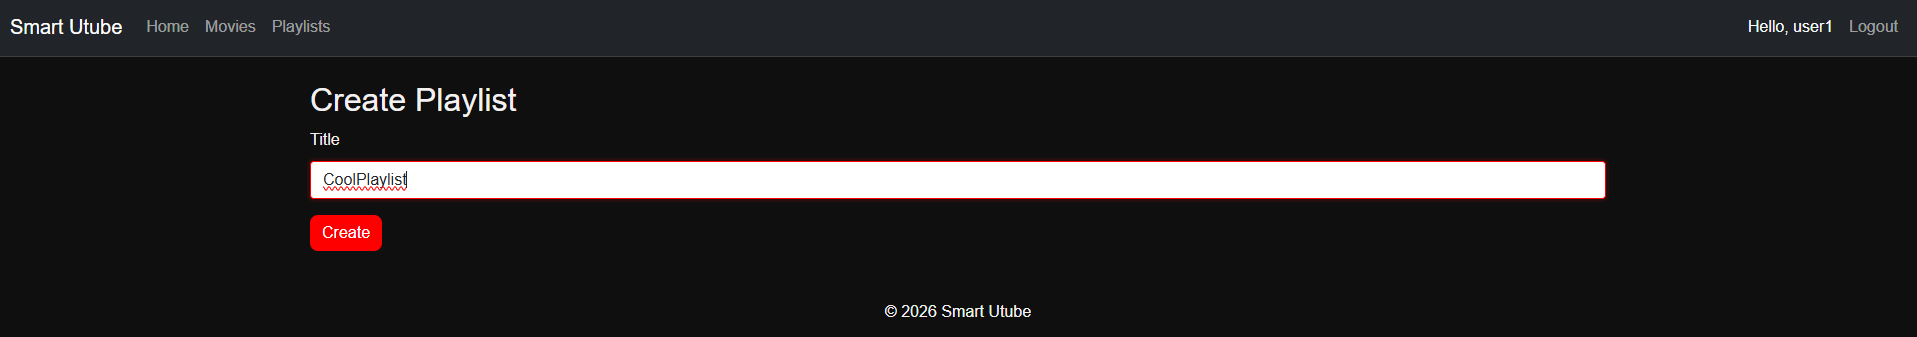 Smart Utube Home Movies Playlists Hello, user1 Logout
Create Playlist
Title
CoolPlaylist
Create
© 2026 Smart Utube